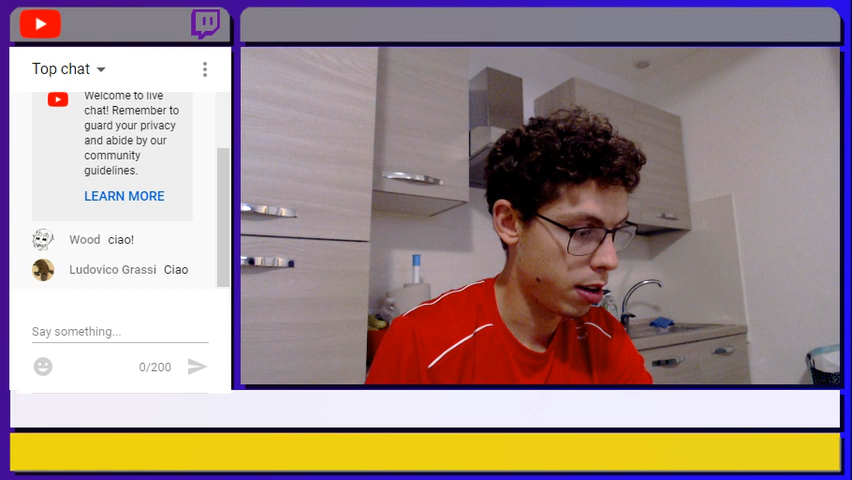 Top chat
Welcome to live
chat! Remember to
guard your privacy
and abide by our
community
guidelines.
LEARN MORE
Wood ciao!
Ludovico Grassi Ciao
Say something...
0/200